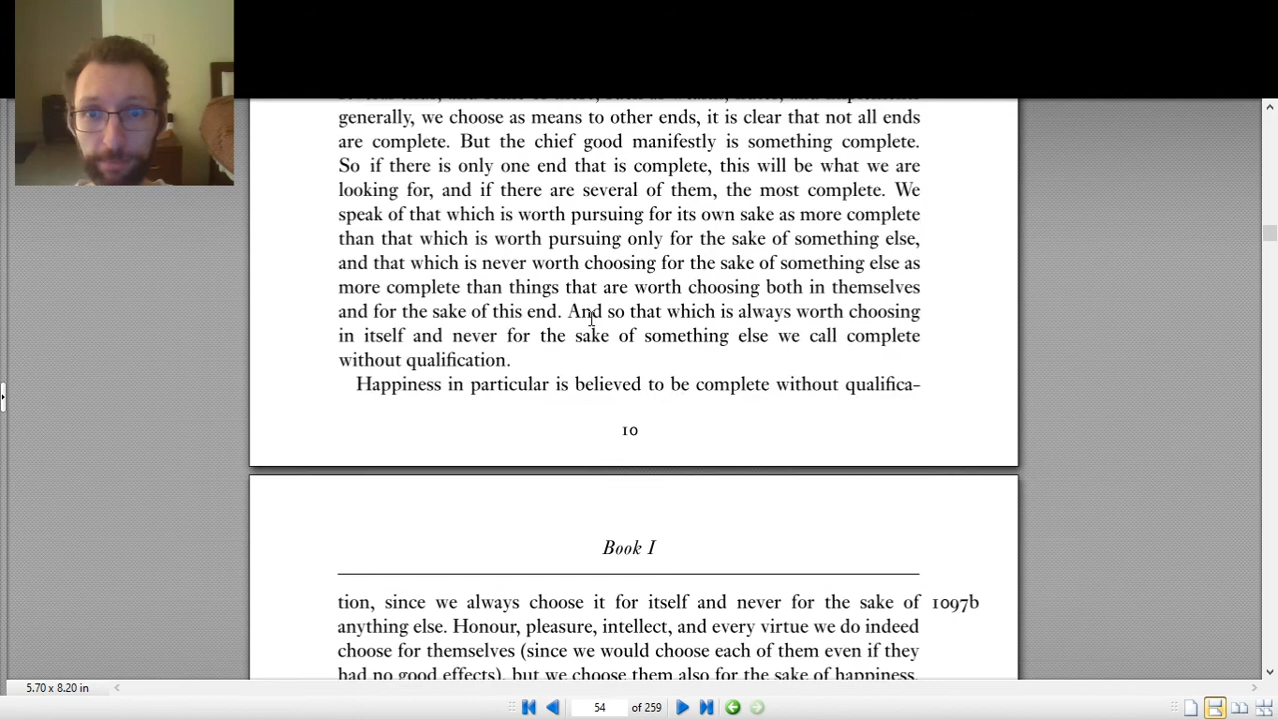 generally, we choose as means to other ends, it is clear that not all ends
are complete. But the chief good manifestly is something complete.
So if there is only one end that is complete, this will be what we are
looking for, and if there are several of them, the most complete. We
speak of that which is worth pursuing for its own sake as more complete
than that which is worth pursuing only for the sake of something else,
and that which is never worth choosing for the sake of something else as
more complete than things that are worth choosing both in themselves
and for the sake of this end. And so that which is always worth choosing
in itself and never for the sake of something else we call complete
without qualification.
Happiness in particular is believed to be complete without qualifica-
10
Book I
tion, since we always choose it for itself and never for the sake of 1097b
anything else. Honour, pleasure, intellect, and every virtue we do indeed
choose for themselves (since we would choose each of them even if they
had no good effects), but we choose them also for the sake of happiness,
5.70 x 8.20 in
54 of 259